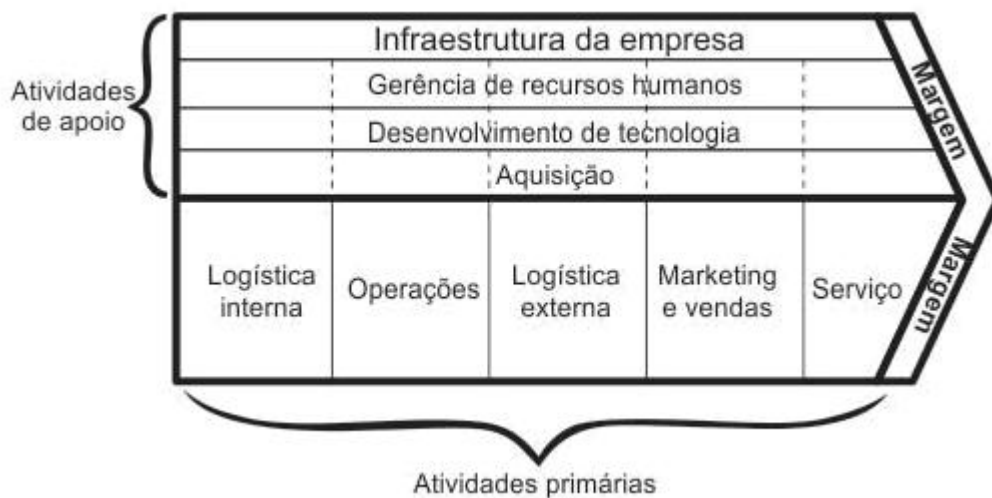 Infraestrutura da empresa
Gerência de recursos humanos
Desenvolvimento de tecnologia
Aquisição
Atividades
de apoio
Margem
Margem
Logística
interna
Operações
Logística
externa
Marketing
e vendas
Serviço
Atividades primárias